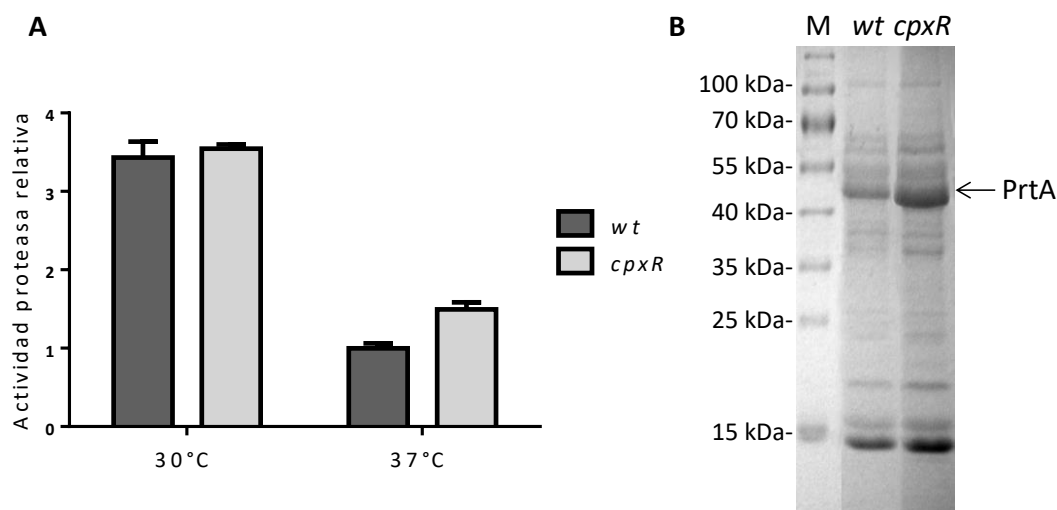 A
Actividad proteasa relativa
4
3
2
1
0
30°C
37°C
wt
cpxR
B
M wt cpxR
100 kDa-
70 kDa-
55 kDa-
40 kDa-
35 kDa-
25 kDa-
15 kDa-
PrtA